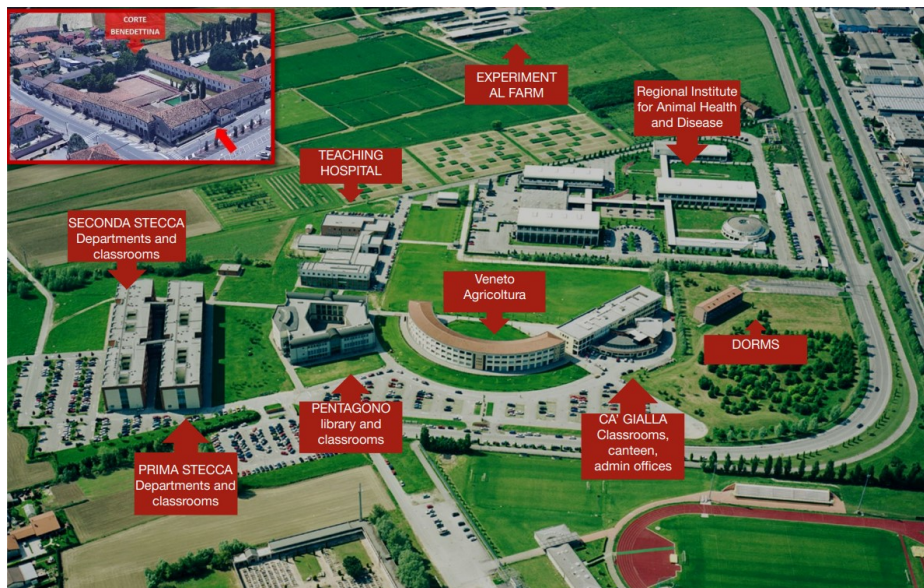 CORTE
BENEDETTINA
EXPERIMENT
AL FARM
Regional Institute
for Animal Health
and Disease
TEACHING
HOSPITAL
SECONDA STECCA
Departments and
classrooms
Veneto
Agricoltura
DORMS
PENTAGONO
library and
classrooms
CA' GIALLA
Classrooms,
canteen,
admin offices
PRIMA STECCA
Departments and
classrooms